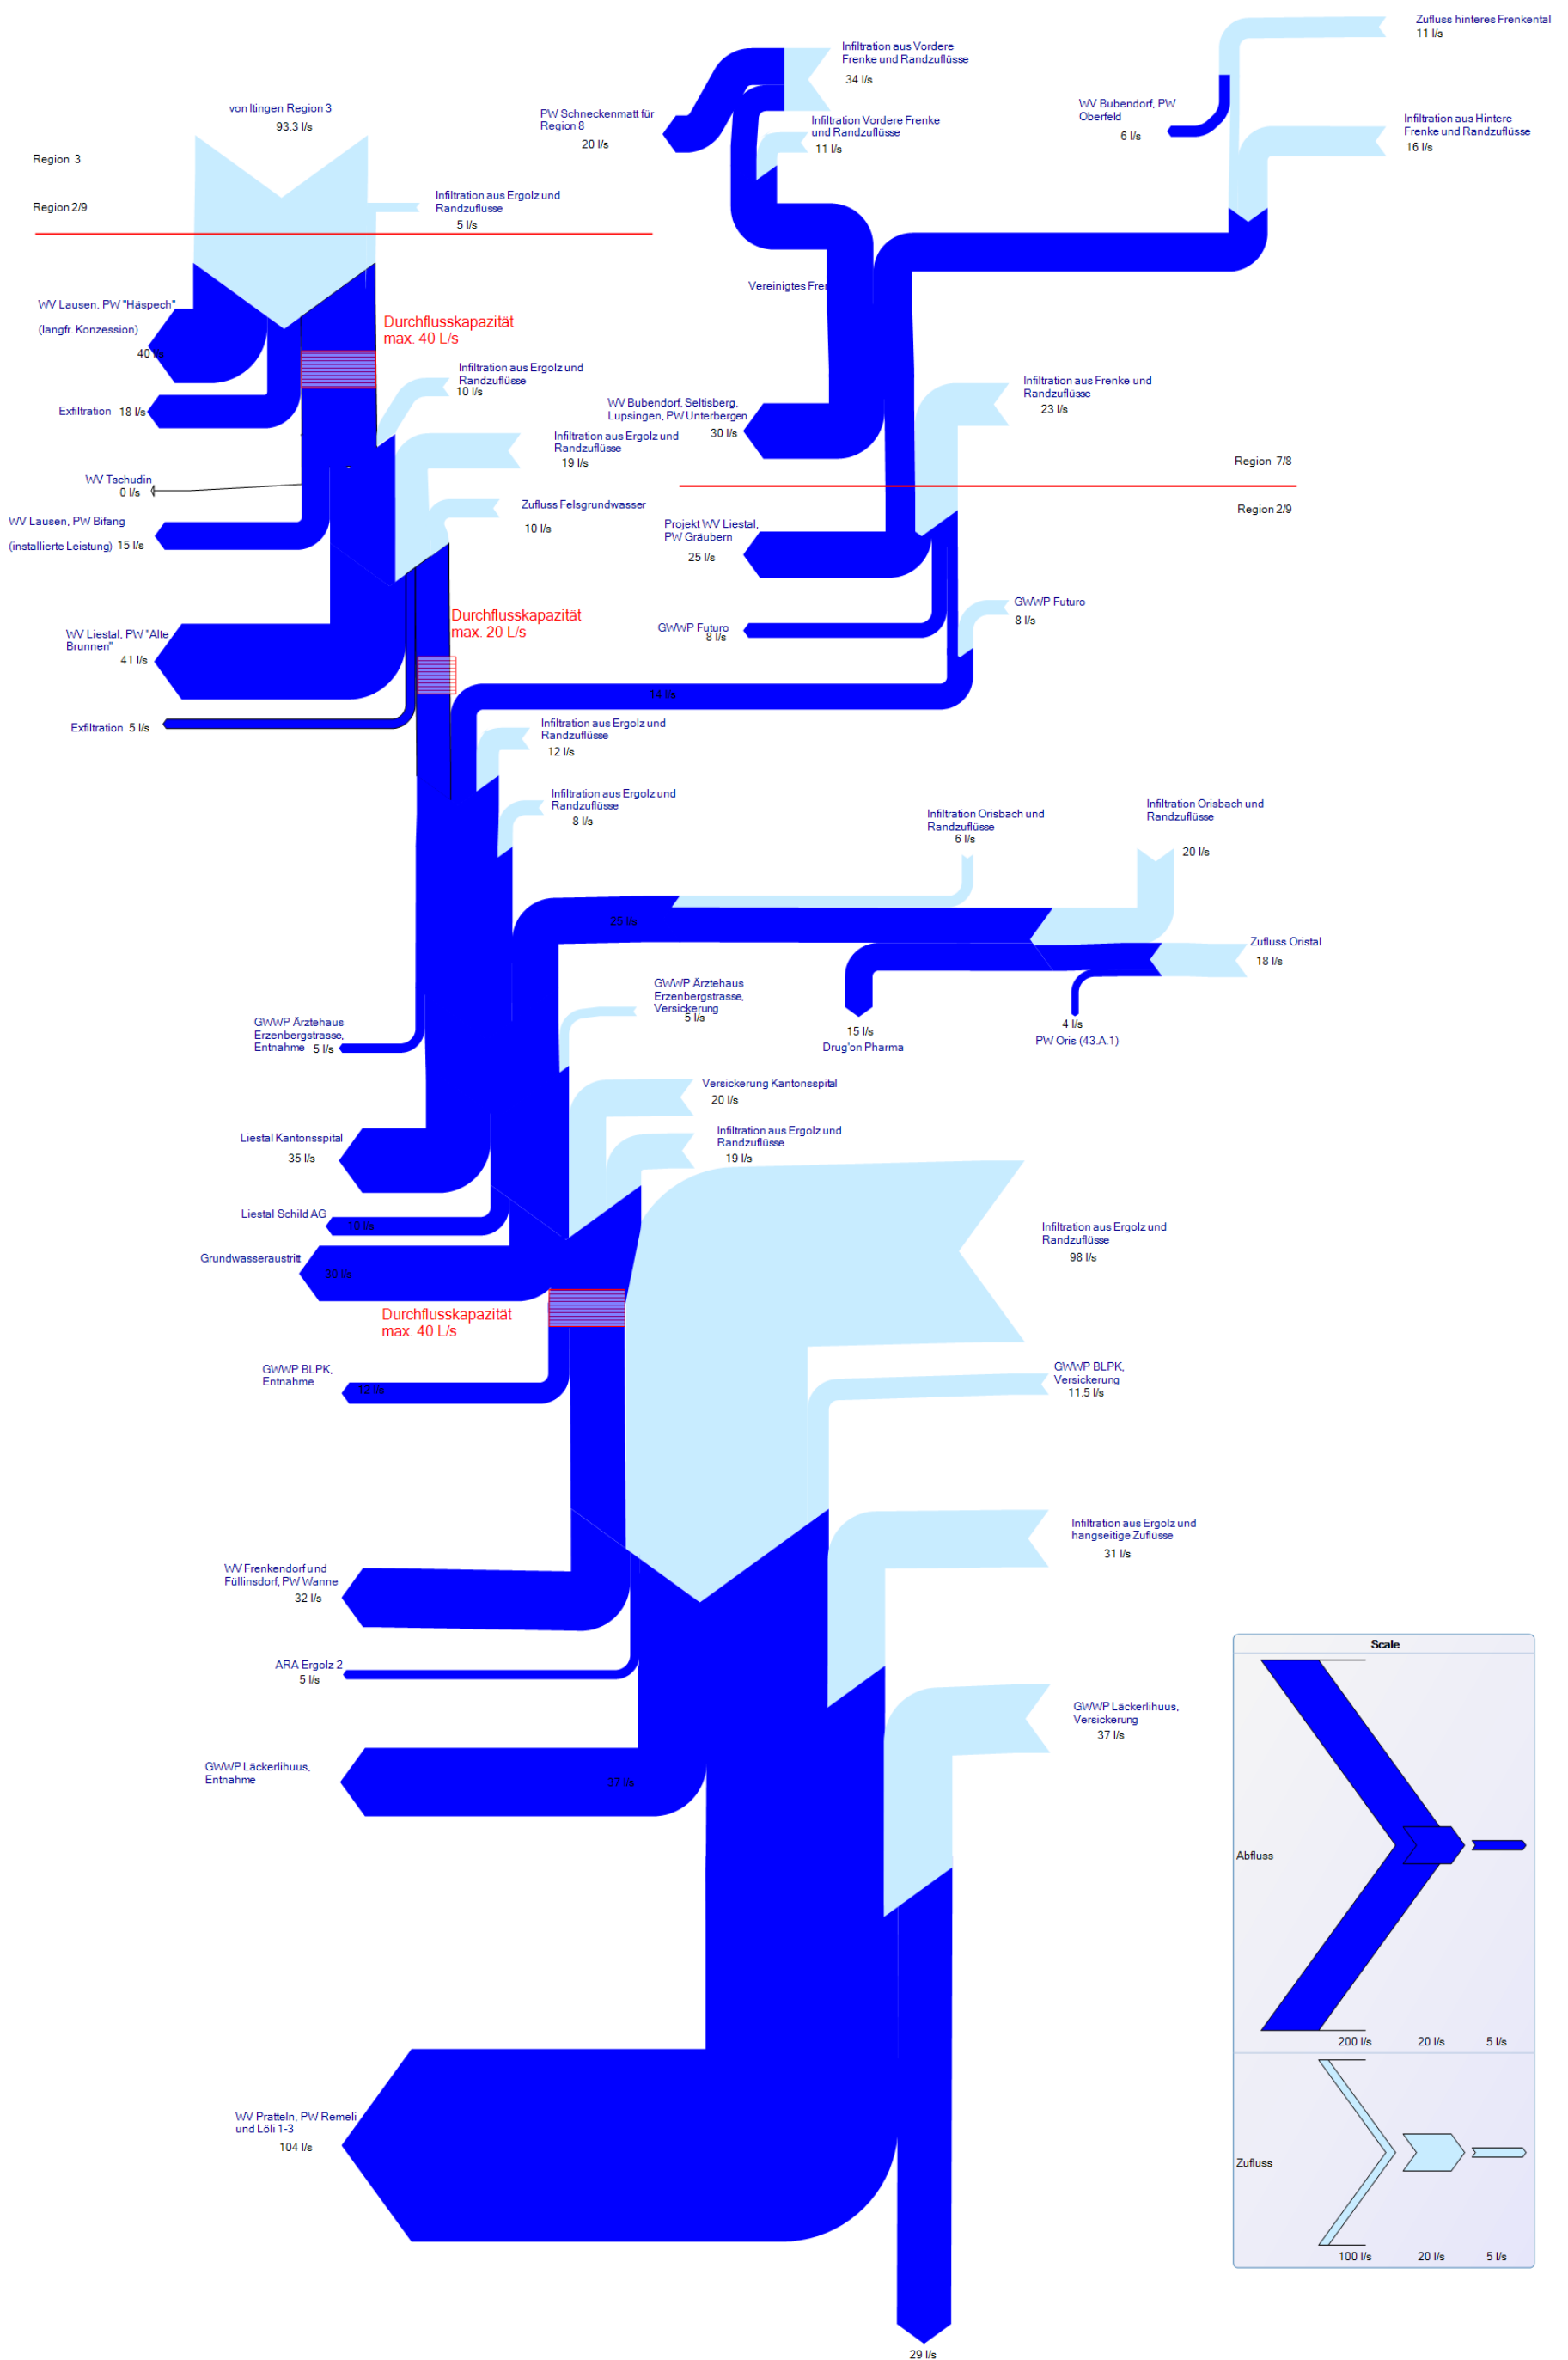 Zufluss hinteres Frenkental
11 l/s
Infiltration aus Vordere
Frenke und Randzuflüsse
34 l/s
von Itingen Region 3
93.3 l/s
PW Schneckenmatt für
Region 8
20 l/s
Infiltration Vordere Frenke
und Randzuflüsse
11 l/s
WV Bubendorf, PW
Oberfeld
6 l/s
Infiltration aus Hintere
Frenke und Randzuflüsse
16 l/s
Region 3
Region 2/9
Infiltration aus Ergolz und
Randzuflüsse
5 l/s
Vereinigtes Fren
WV Lausen, PW "Häspech"
(langfr. Konzession)
40 l/s
Durchflusskapazität
max. 40 L/s
Infiltration aus Ergolz und
Randzuflüsse
10 l/s
Exfiltration 18 l/s
WV Bubendorf, Seltisberg,
Lupsingen, PW Unterbergen
30 l/s
Infiltration aus Frenke und
Randzuflüsse
23 l/s
Infiltration aus Ergolz und
Randzuflüsse
19 l/s
Region 7/8
Region 2/9
WV Tschudin
0 l/s
WV Lausen, PW Bifang
(installierte Leistung) 15 l/s
Zufluss Felsgrundwasser
10 l/s
Projekt WV Liestal,
PW Gräubern
25 l/s
Durchflusskapazität
max. 20 L/s
GWWP Futuro
8 l/s
GWWP Futuro
8 l/s
WV Liestal, PW "Alte
Brunnen"
41 l/s
14 l/s
Exfiltration 5 l/s
Infiltration aus Ergolz und
Randzuflüsse
12 l/s
Infiltration aus Ergolz und
Randzuflüsse
8 l/s
Infiltration Orisbach und
Randzuflüsse
6 l/s
Infiltration Orisbach und
Randzuflüsse
20 l/s
25 l/s
Zufluss Oristal
18 l/s
GWWP Ärztehaus
Erzenbergstrasse,
Versickerung
5 l/s
GWWP Ärztehaus
Erzenbergstrasse,
Entnahme 5 l/s
15 l/s
Drug'on Pharma
4 l/s
PW Oris (43.A.1)
Versickerung Kantonsspital
20 l/s
Liestal Kantonsspital
35 l/s
Infiltration aus Ergolz und
Randzuflüsse
19 l/s
Liestal Schild AG
10 l/s
Grundwasseraustritt
30 l/s
Infiltration aus Ergolz und
Randzuflüsse
98 l/s
Durchflusskapazität
max. 40 L/s
GWWP BLPK,
Entnahme
12 l/s
GWWP BLPK,
Versickerung
11.5 l/s
Infiltration aus Ergolz und
hangseitige Zuflüsse
31 l/s
WV Frenkendorf und
Füllinsdorf, PW Wanne
32 l/s
ARA Ergolz 2
5 l/s
GWWP Läckerlihuus,
Versickerung
37 l/s
GWWP Läckerlihuus,
Entnahme
37 l/s
WV Pratteln, PW Remeli
und Löli 1-3
104 l/s
29 l/s
Scale
Abfluss
200 l/s 20 l/s 5 l/s
Zufluss
100 l/s 20 l/s 5 l/s